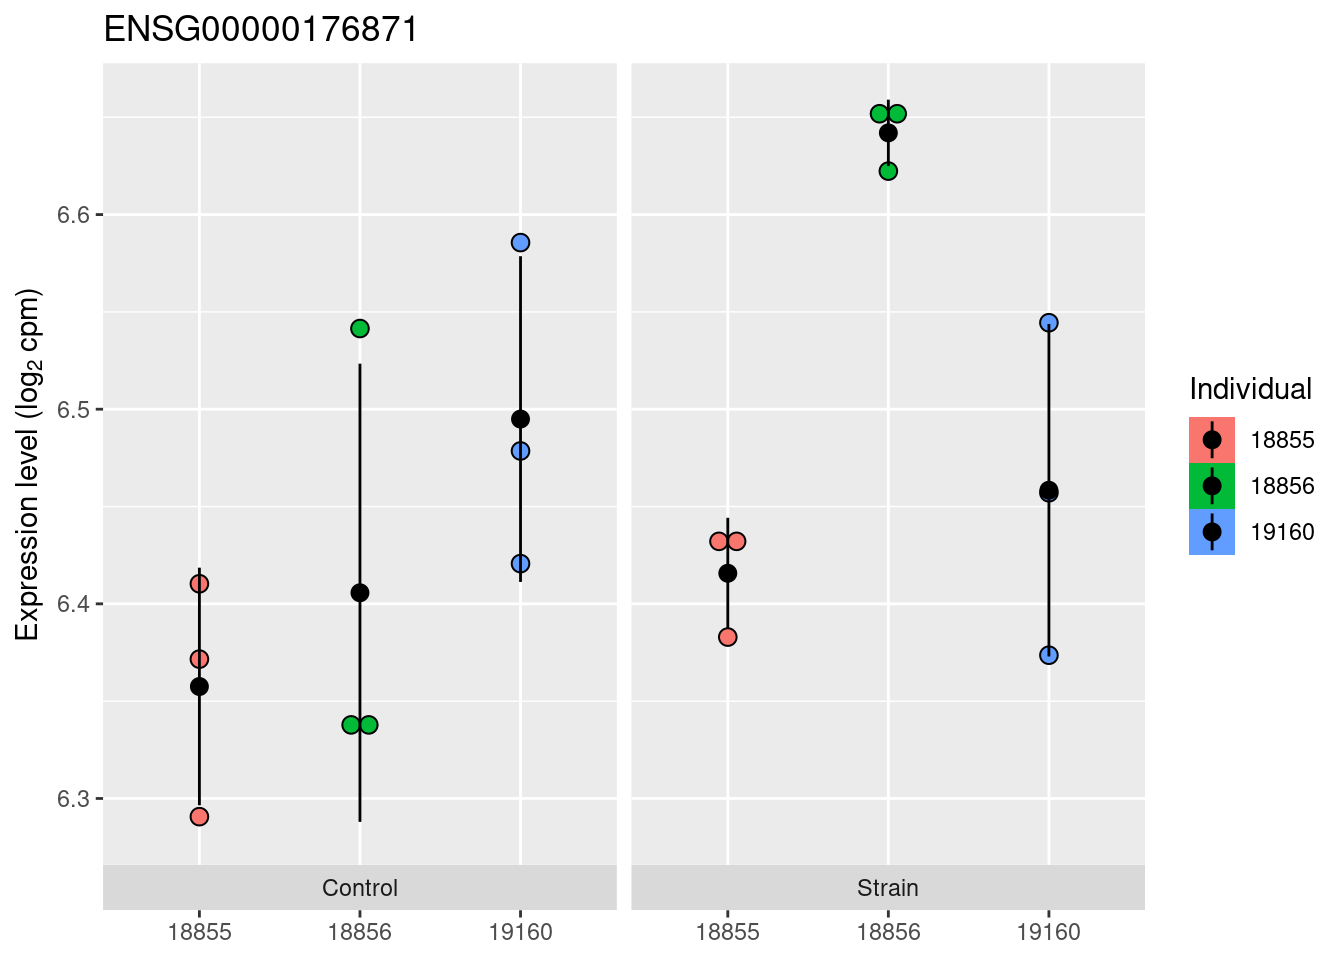 ENSG00000176871
Expression level (log2 cpm)
6.6
6.5
6.4
6.3
Control
Strain
18855 18856 19160
18855 18856 19160
Individual
18855
18856
19160